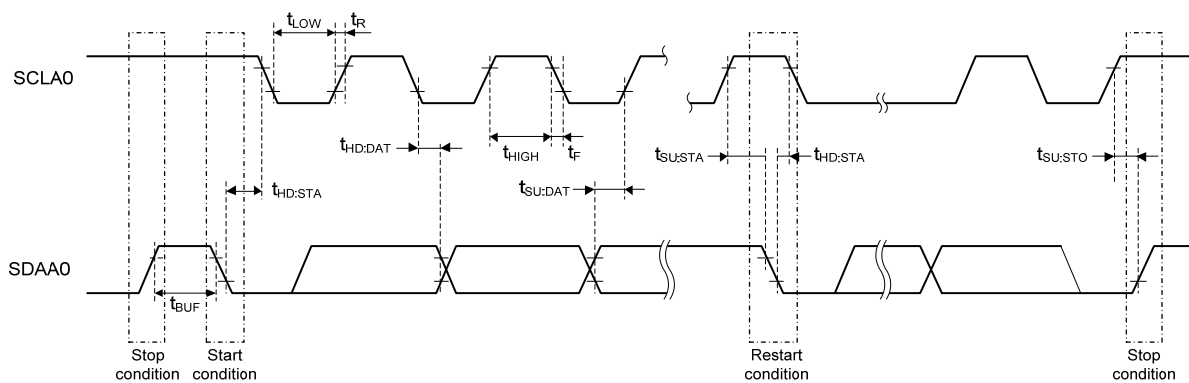 tLOW tR
SCLA0
tHD:DAT tHIGH tF tSU:STA tHD:STA tSU:STO
tHD:STA tSU:DAT
SDAA0
tBUF
Stop condition
Start condition
Restart condition
Stop condition